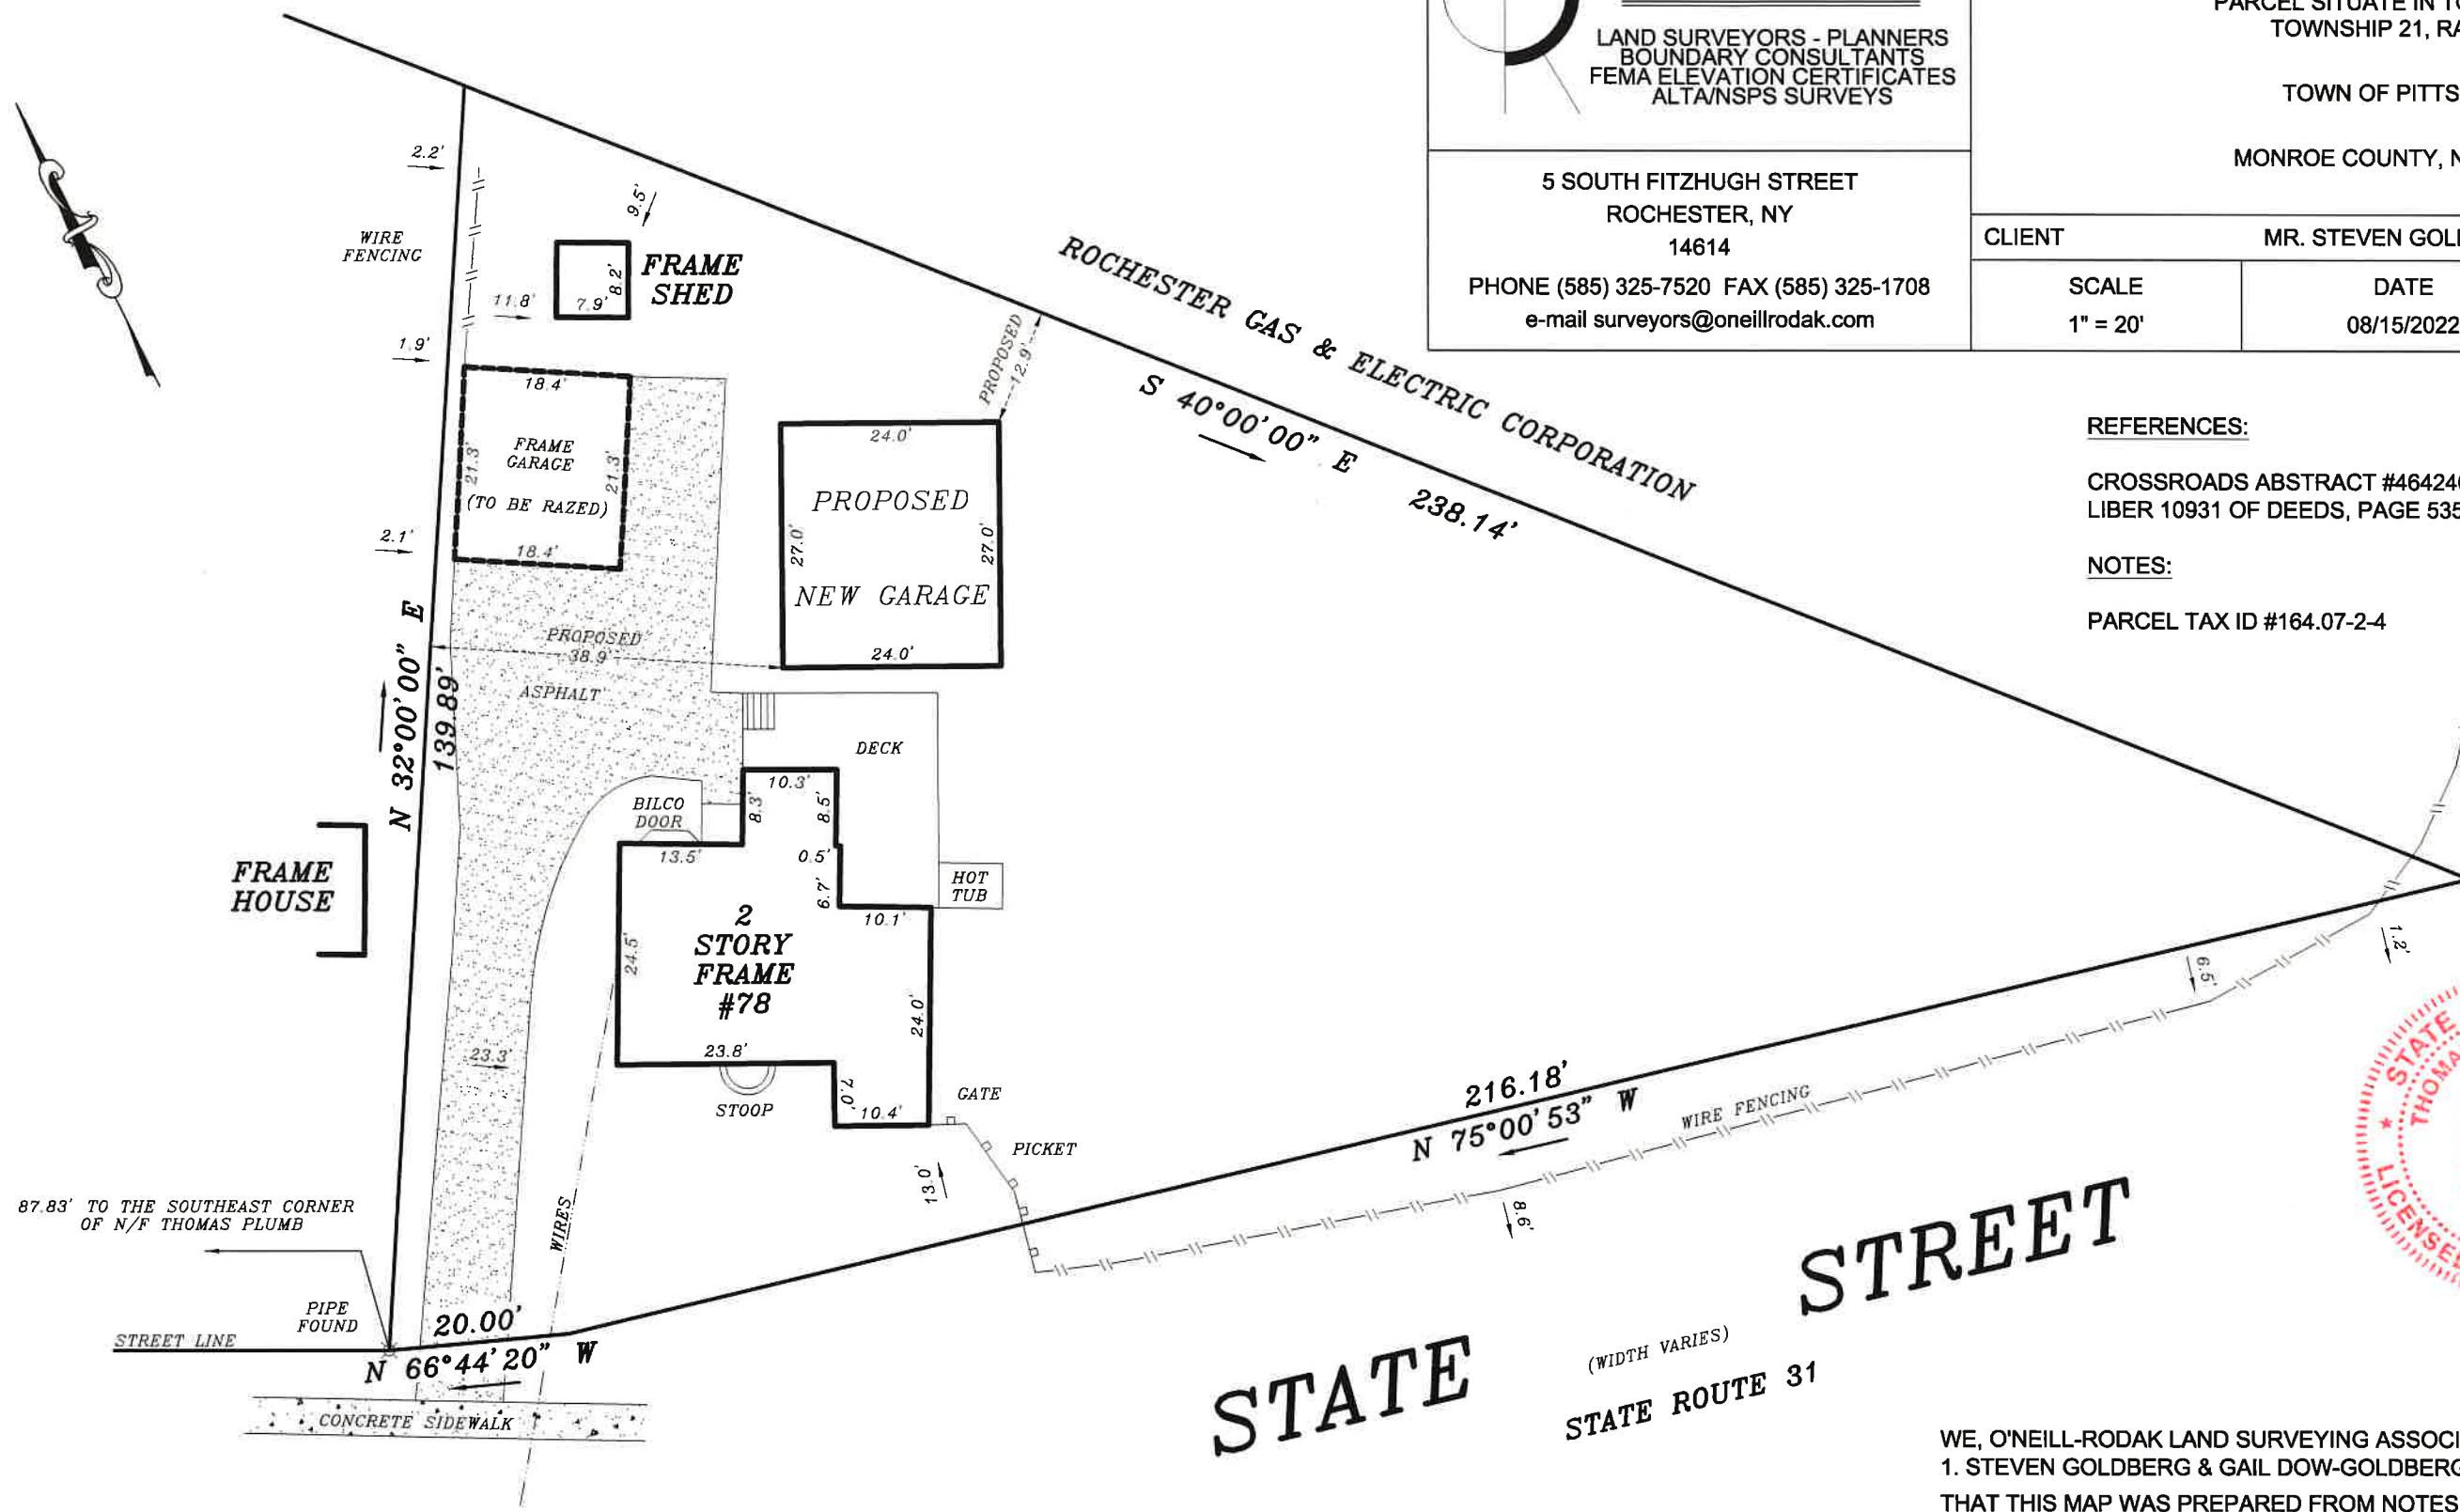 LAND SURVEYORS - PLANNERS
BOUNDARY CONSULTANTS
FEMA ELEVATION CERTIFICATES
ALTA/NSPS SURVEYS
5 SOUTH FITZHUGH STREET
ROCHESTER, NY
14614
PHONE (585) 325-7520 FAX (585) 325-1708
e-mail surveyors@oneillrodak.com
PARCEL SITUATE IN
TOWNSHIP 21,
TOWN OF
MONROE COUNTY,
CLIENT
MR. STEVEN
SCALE
1" = 20'
DATE
08/15/2022
REFERENCES:
CROSSROADS ABSTRACT
LIBER 10931 OF DEEDS, PAGE 535
NOTES:
PARCEL TAX ID #164.07-2-4
2.2'
WIRE
FENCING
9.5'
FRAME
SHED
8.2'
7.9'
11.8'
1.9'
18.4'
FRAME
GARAGE
(TO BE RAZED)
21.3'
21.3'
18.4'
2.1'
PROPOSED
12.9'
24.0'
PROPOSED
NEW GARAGE
27.0'
27.0'
24.0'
ROCHESTER GAS & ELECTRIC CORPORATION
S 40°00'00" E
238.14'
N 32°00'00" E
139.89'
PROPOSED
38.9'
ASPHALT
DECK
BILCO
DOOR
10.3'
8.3'
8.5'
13.5'
0.5'
6.7'
10.1'
HOT
TUB
FRAME
HOUSE
2
STORY
FRAME
#78
24.5'
24.0'
23.8'
23.3'
7.0'
10.4'
STOOP
GATE
PICKET
13.0'
WIRES
216.18'
N 75°00'53" W
WIRE FENCING
1.2'
6.5'
8.6'
87.83' TO THE SOUTHEAST CORNER
OF N/F THOMAS PLUMB
PIPE
FOUND
STREET LINE
20.00'
N 66°44'20" W
CONCRETE SIDEWALK
STATE STREET
(WIDTH VARIES)
STATE ROUTE 31
STATE
WE, O'NEILL-RODAK LAND SURVEYING
1. STEVEN GOLDBERG & GAIL DOW-GOLDBERG
THAT THIS MAP WAS PREPARED FROM NOTES